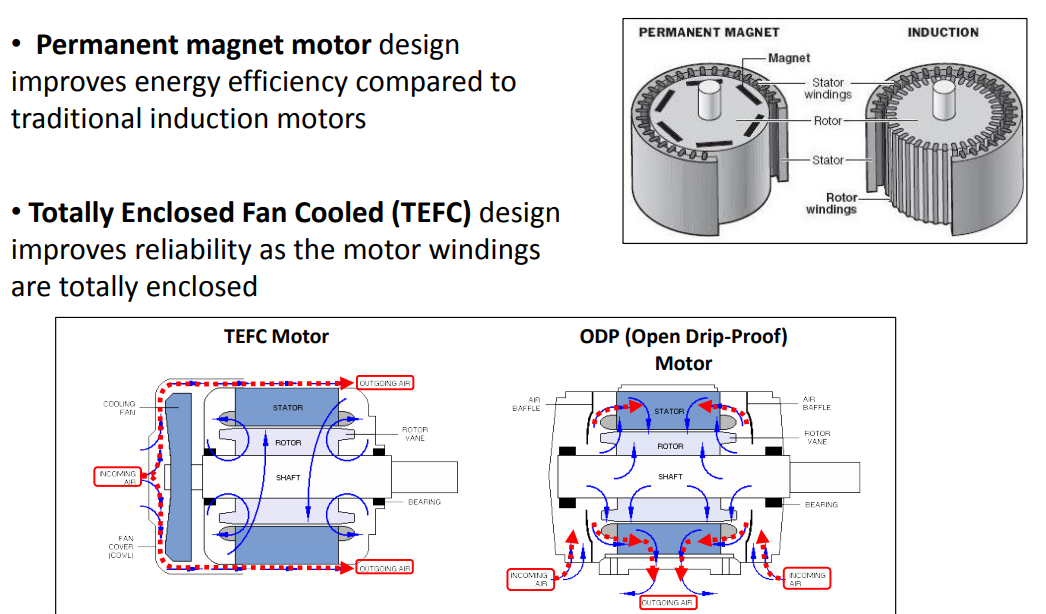 • Permanent magnet motor design
improves energy efficiency compared to
traditional induction motors
PERMANENT MAGNET
INDUCTION
Magnet
Stator
windings
Rotor
Stator
Rotor
windings
• Totally Enclosed Fan Cooled (TEFC) design
improves reliability as the motor windings
are totally enclosed
TEFC Motor
OUTGOING AIR
COOLING
FAN
STATOR
ROTOR
VANE
ROTOR
INCOMING
AIR
SHAFT
BEARING
FAN
COVER
(COWL)
OUTGOING AIR
ODP (Open Drip-Proof)
Motor
AIR
BAFFLE
AIR
BAFFLE
STATOR
ROTOR
VANE
ROTOR
SHAFT
BEARING
INCOMING
AIR
INCOMING
AIR
OUTGOING AIR